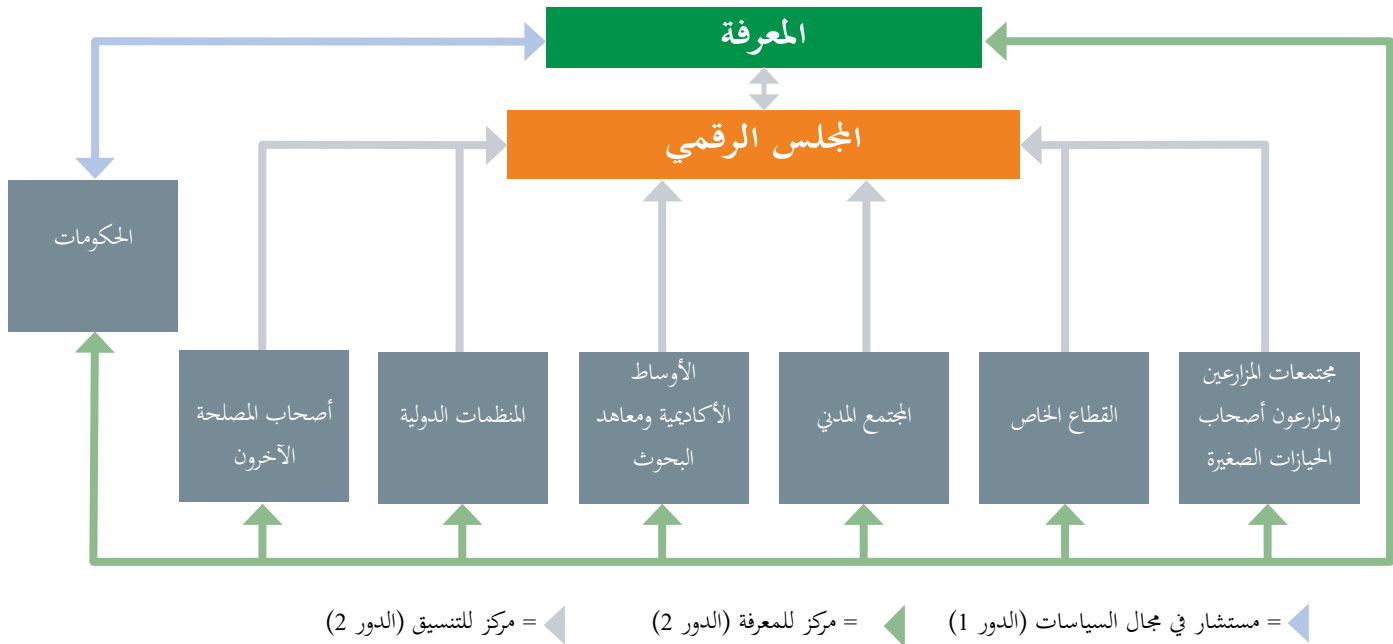 المعرفة
المجلس الرقمي
الحكومات
مجتمعات المزارعين
والمزارعون أصحاب
الحيازات الصغيرة
القطاع الخاص
المجتمع المدني
الأوساط
الأكاديمية ومعاهد
البحوث
المنظمات الدولية
أصحاب المصلحة
الآخرون
= مستشار في مجال السياسات (الدور 1)
= مركز للمعرفة (الدور 2)
= مركز للتنسيق (الدور 2)